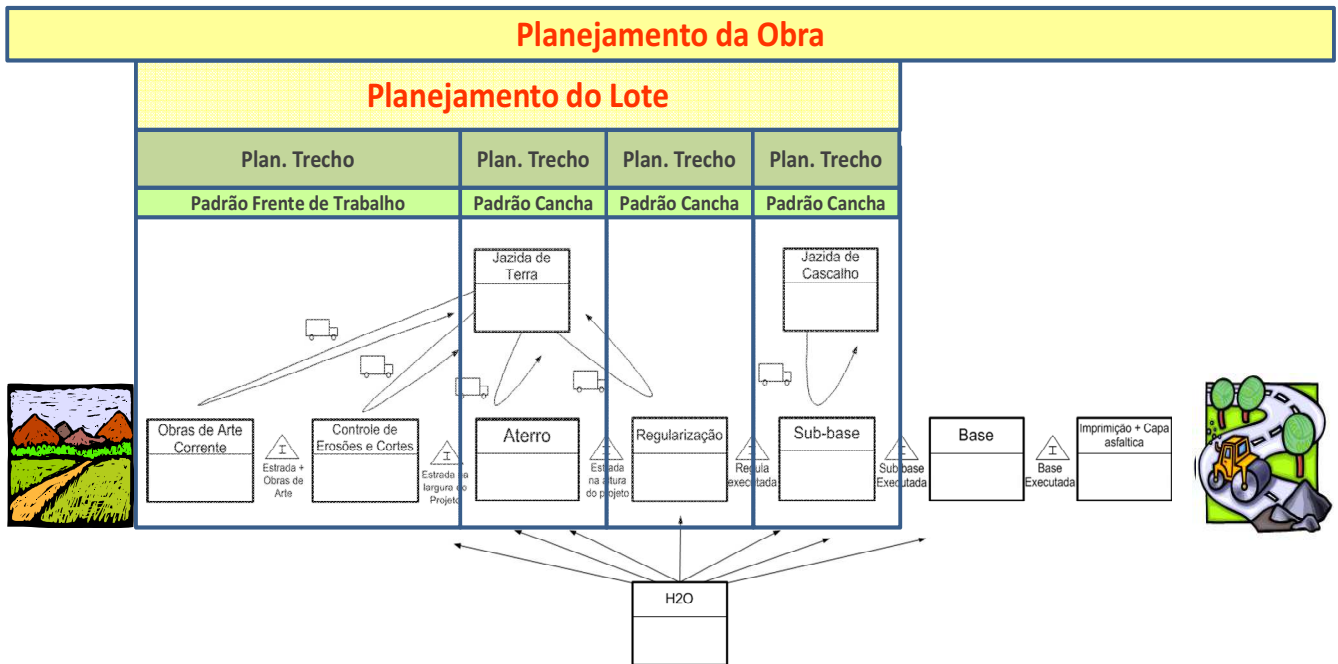 Planejamento da Obra
Planejamento do Lote
Plan. Trecho
Plan. Trecho
Plan. Trecho
Plan. Trecho
Padrão Frente de Trabalho
Padrão Cancha
Padrão Cancha
Padrão Cancha
Jazida de
Terra
Jazida de
Cascalho
Obras de Arte
Corrente
I
Estrada +
Obras de
Arte
Controle de
Erosões e Cortes
I
Estrada na
largura do
Projeto
Aterro
I
Estrada
na altura
do projeto
Regularização
I
Regula
executada
Sub-base
I
Sub-base
Executada
Base
I
Base
Executada
Imprimição + Capa
asfaltica
H2O